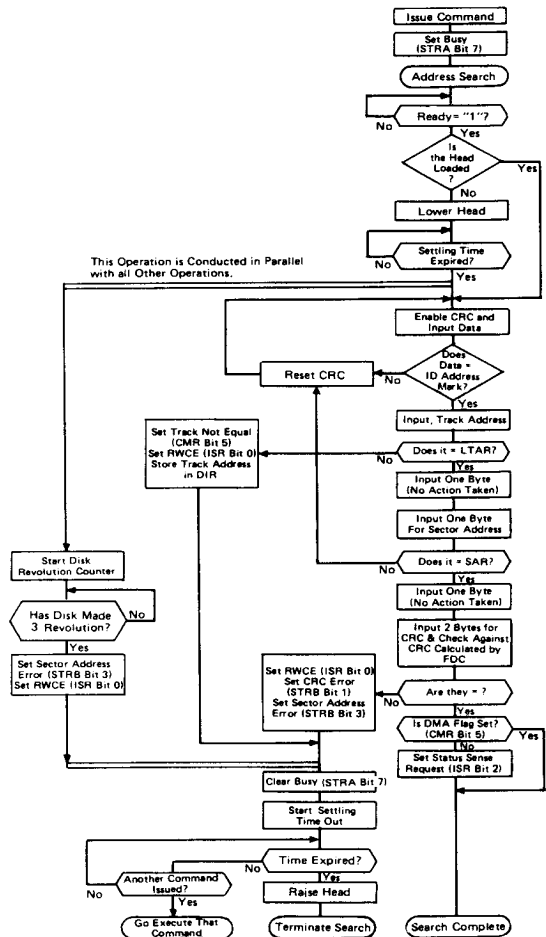 Issue Command
Set Busy
(STRA Bit 7)
Address Search
Ready= "1"?
No
Yes
Is
the Head
Loaded
?
Yes
No
Lower Head
Settling Time
Expired?
No
Yes
This Operation is Conducted in Parallel
with all Other Operations.
Enable CRC and
Input Data
Does
Data =
ID Address
Mark?
No
Reset CRC
Yes
Input, Track Address
Set Track Not Equal
(CMR Bit 5)
Set RWCE (ISR Bit 0)
Store Track Address
in DIR
Does it = LTAR?
No
Yes
Input One Byte
(No Action Taken)
Input One Byte
For Sector Address
Start Disk
Revolution Counter
Does it = SAR?
No
Yes
Has Disk Made
3 Revolution?
No
Yes
Input One Byte
(No Action Taken)
Input 2 Bytes for
CRC & Check Against
CRC Calculated by
FDC
Set Sector Address
Error (STRB Bit 3)
Set RWCE (ISR Bit 0)
Set RWCE (ISR Bit 0)
Set CRC Error
(STRB Bit 1)
Set Sector Address
Error (STRB Bit 3)
Are they = ?
No
Yes
Is DMA Flag Set?
(CMR Bit 5)
Yes
No
Set Status Sense
Request (ISR Bit 2)
Clear Busy (STRA Bit 7)
Start Settling
Time Out
Time Expired?
No
Yes
Another Command
Issued?
No
Yes
Raise Head
Go Execute That
Command
Terminate Search
Search Complete